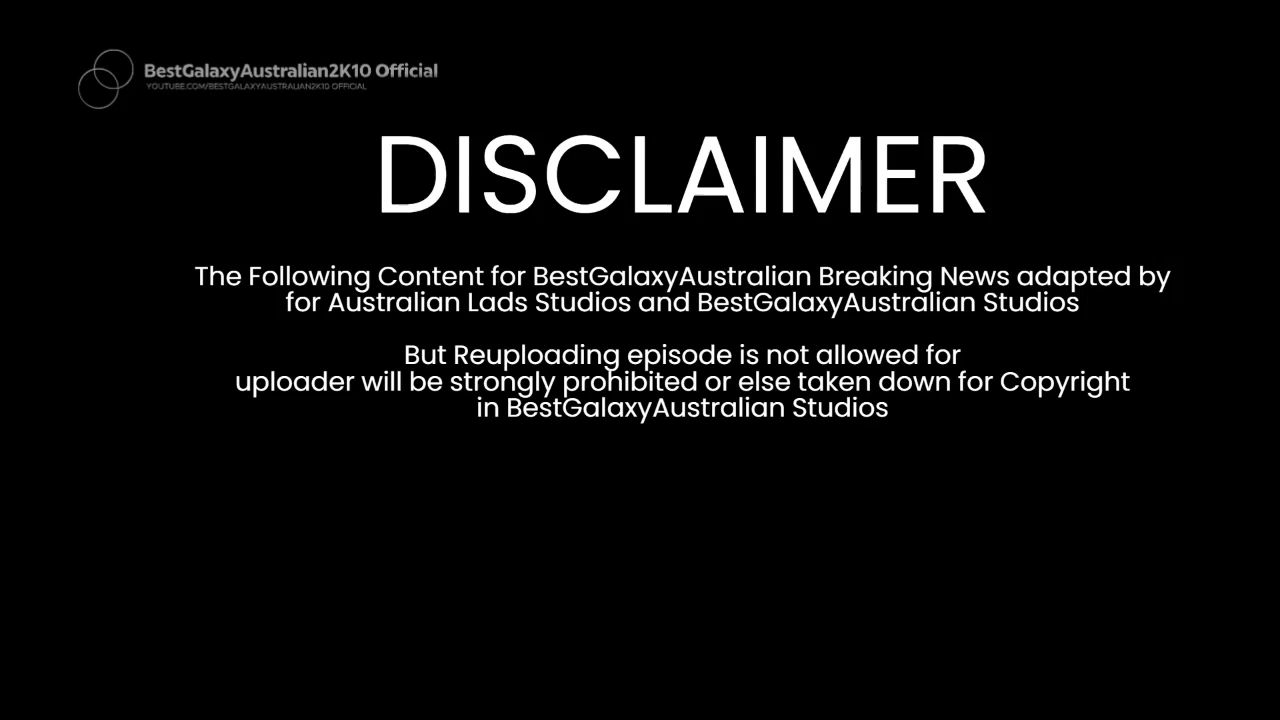 BestGalaxyAustralian2K10 Official
YOUTUBE.COM/BESTGALAXYAUSTRALIAN2K10 OFFICIAL
DISCLAIMER
The Following Content for BestGalaxyAustralian Breaking News adapted by
for Australian Lads Studios and BestGalaxyAustralian Studios
But Reuploading episode is not allowed for
uploader will be strongly prohibited or else taken down for Copyright
in BestGalaxyAustralian Studios